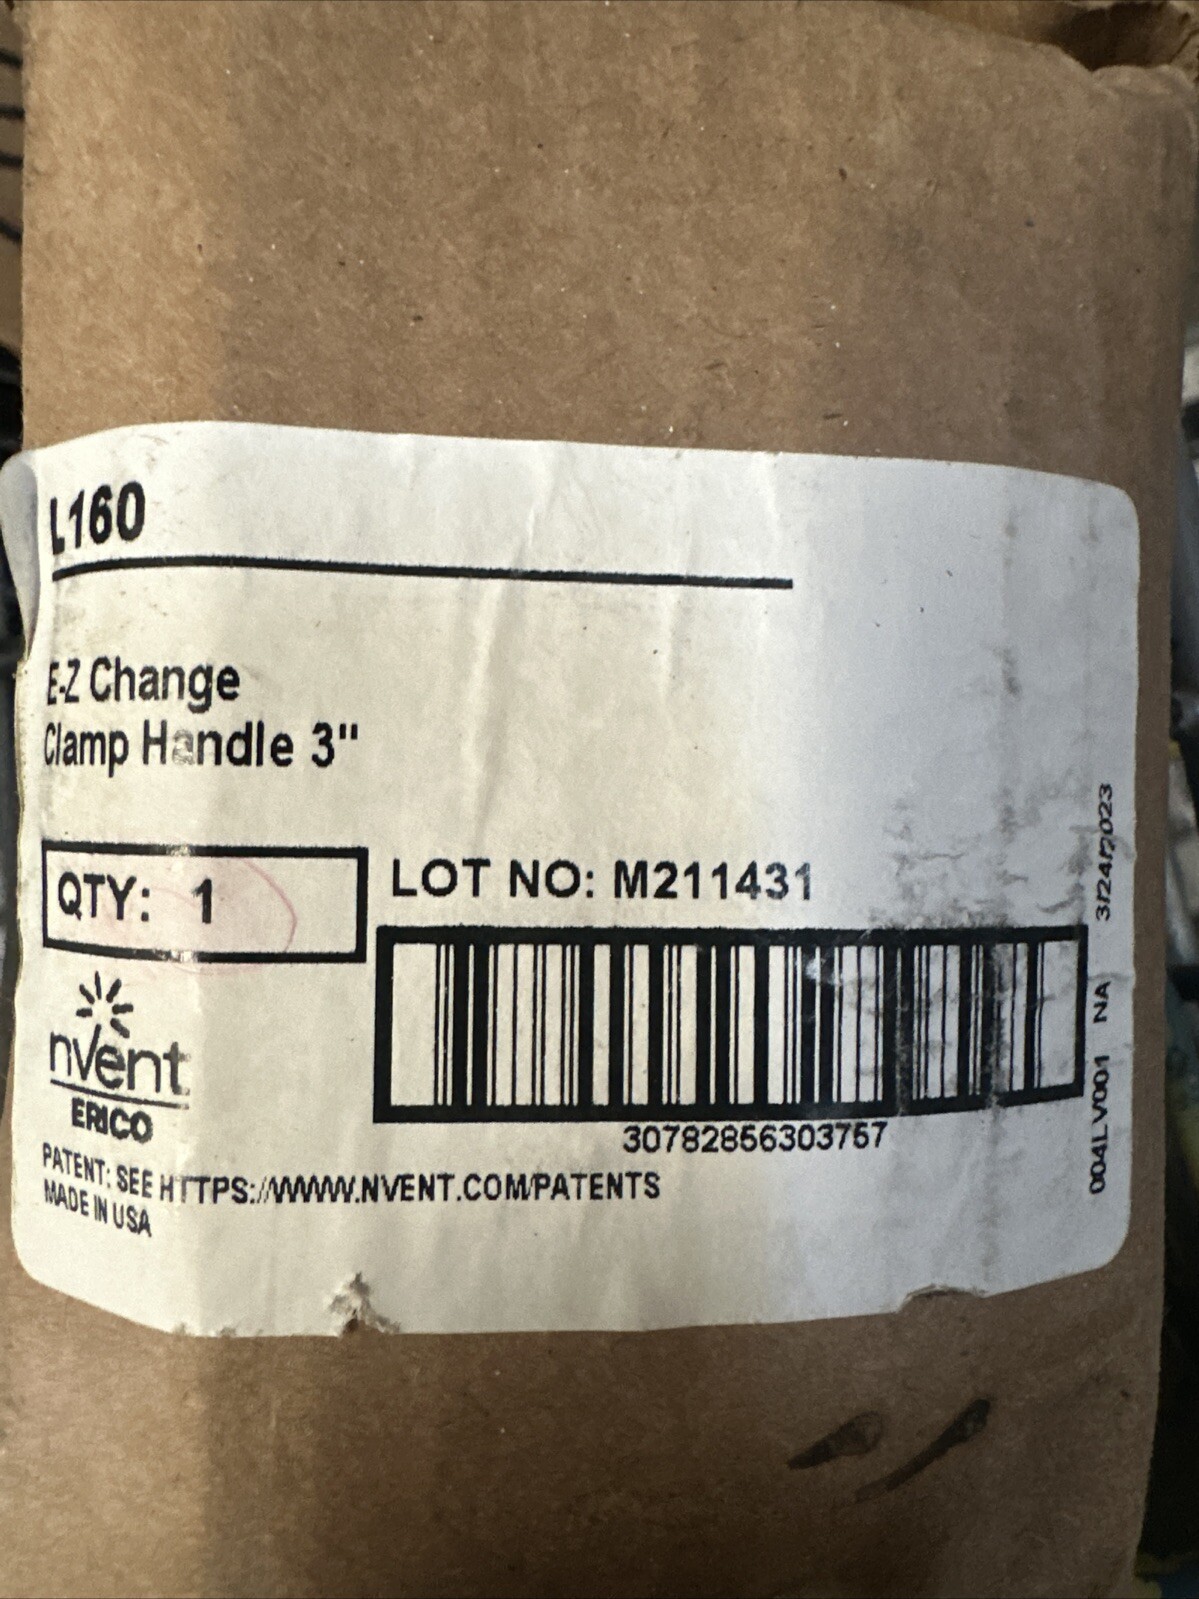 L160
E-Z Change
Clamp Handle 3"
QTY: 1
LOT NO: M211431
30782856303757
nVent
ERICO
PATENT: SEE HTTPS://WWW.NVENT.COM/PATENTS
MADE IN USA
004LV001 NA 3/24/2023